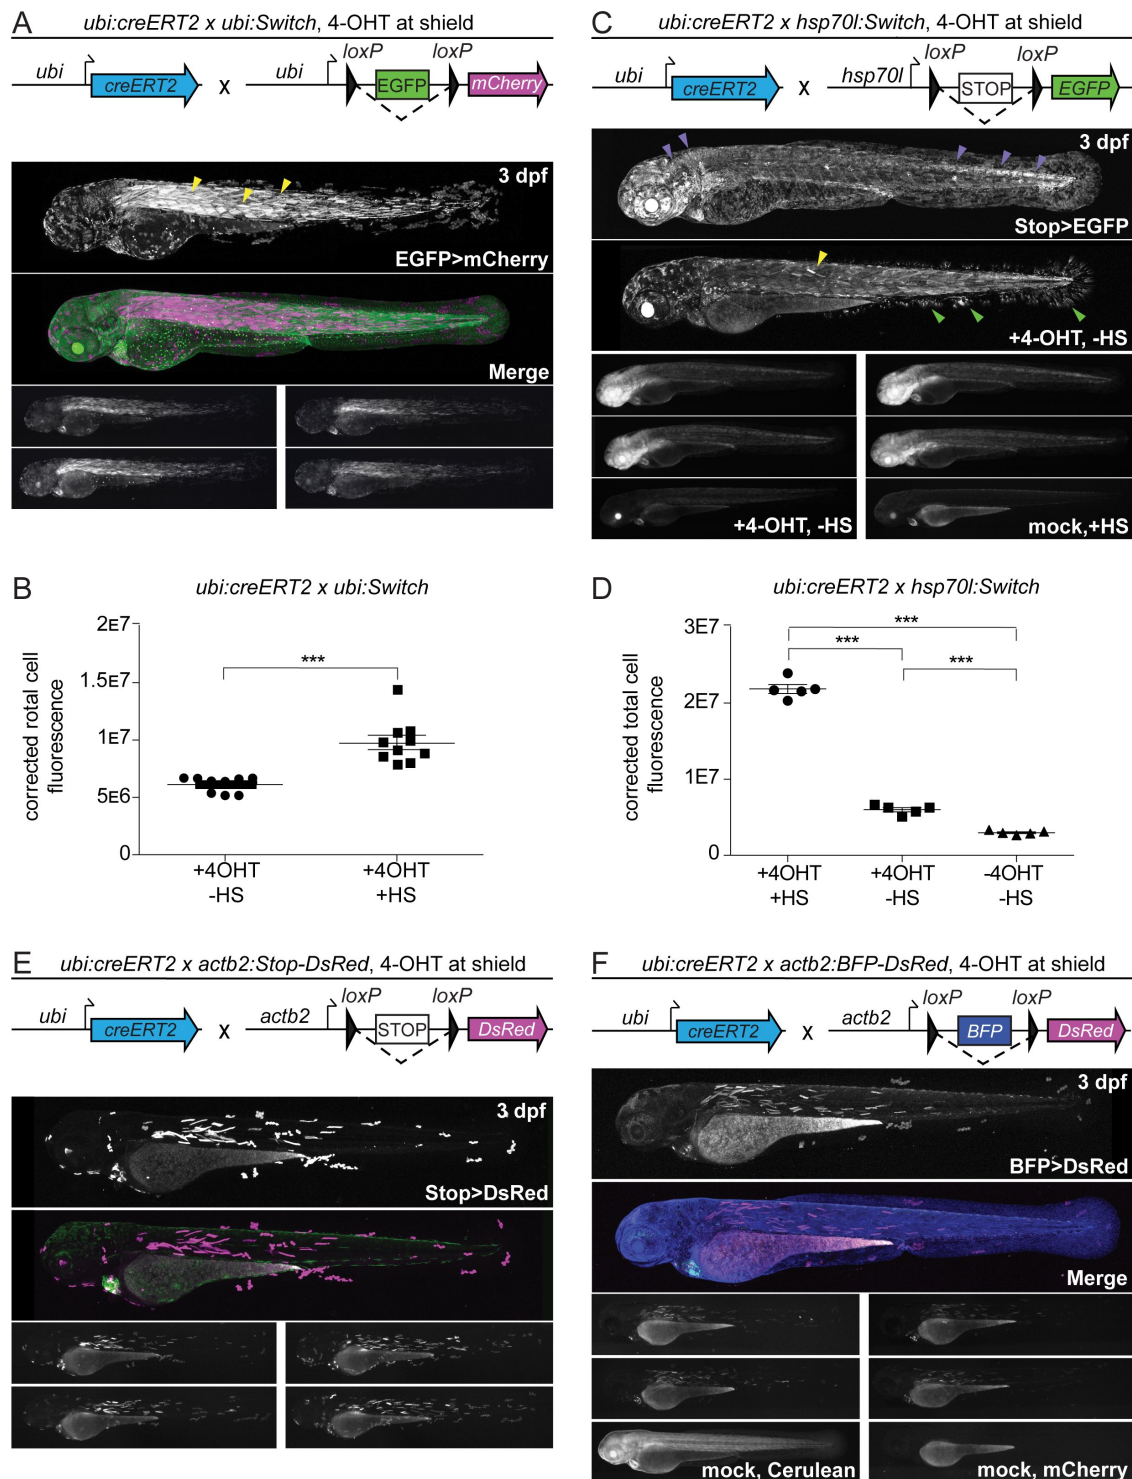 A
ubi:creERT2 x ubi:Switch, 4-OHT at shield
loxP loxP
ubi creERT2 X ubi EGFP mCherry
3 dpf
EGFP>mCherry
Merge
C
ubi:creERT2 x hsp70l:Switch, 4-OHT at shield
loxP loxP
ubi creERT2 X hsp70l STOP EGFP
3 dpf
Stop>EGFP
+4-OHT, -HS
+4-OHT, -HS
mock,+HS
B
ubi:creERT2 x ubi:Switch
corrected rotal cell
fluorescence
2E7
1.5E7
1E7
5E6
0
***
+4OHT
-HS
+4OHT
+HS
D
ubi:creERT2 x hsp70l:Switch
corrected total cell
fluorescence
3E7
2E7
1E7
0
***
***
***
+4OHT
+HS
+4OHT
-HS
-4OHT
-HS
E
ubi:creERT2 x actb2:Stop-DsRed, 4-OHT at shield
loxP loxP
ubi creERT2 X actb2 STOP DsRed
3 dpf
Stop>DsRed
F
ubi:creERT2 x actb2:BFP-DsRed, 4-OHT at shield
loxP loxP
ubi creERT2 X actb2 BFP DsRed
3 dpf
BFP>DsRed
Merge
mock, Cerulean
mock, mCherry